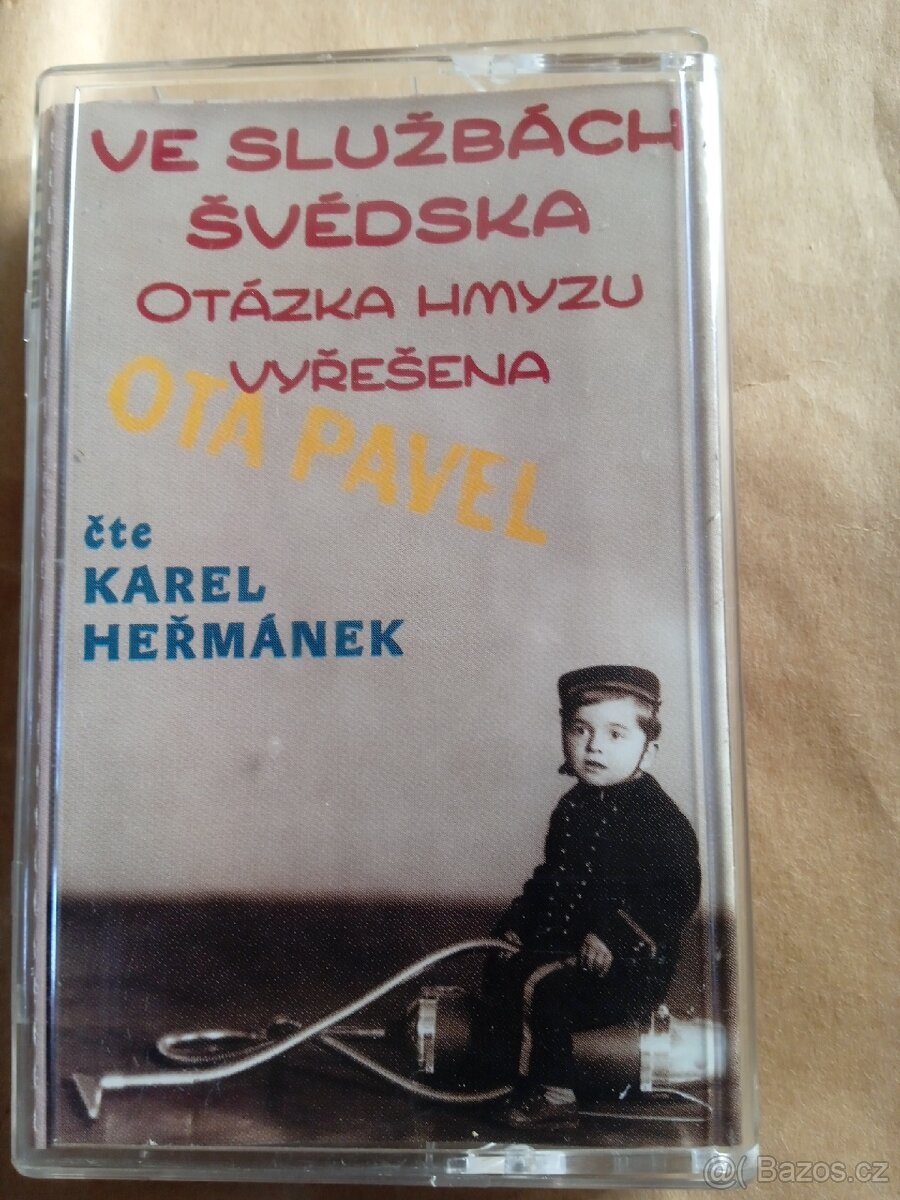 VE SLUŽBÁCH
ŠVÉDSKA
OTÁZKA HMYZU
VYŘEŠENA
OTA PAVEL
čte
KAREL
HEŘMÁNEK
@( Bazos.cz